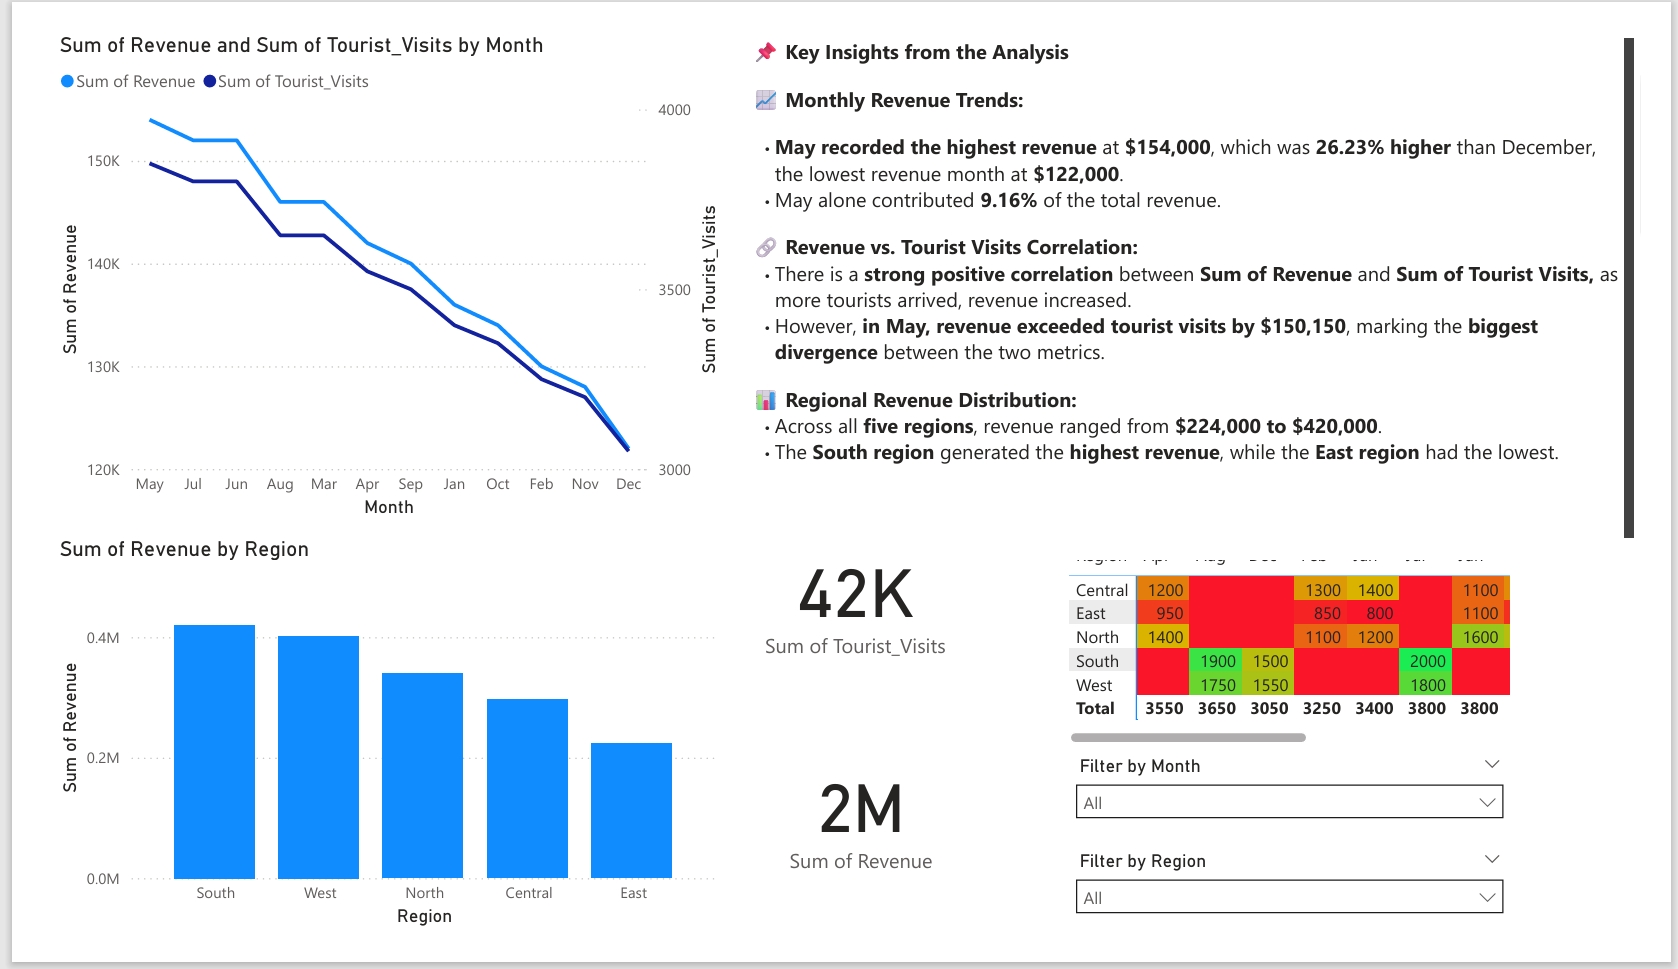 Sum of Revenue and Sum of Tourist_Visits by Month
Sum of Revenue Sum of Tourist_Visits
150K
140K
130K
120K
Sum of Revenue
4000
3500
3000
Sum of Tourist_Visits
May Jul Jun Aug Mar Apr Sep Jan Oct Feb Nov Dec
Month
📌 Key Insights from the Analysis
📈 Monthly Revenue Trends:
• May recorded the highest revenue at $154,000, which was 26.23% higher than December,
the lowest revenue month at $122,000.
• May alone contributed 9.16% of the total revenue.
🔗 Revenue vs. Tourist Visits Correlation:
• There is a strong positive correlation between Sum of Revenue and Sum of Tourist Visits, as
more tourists arrived, revenue increased.
• However, in May, revenue exceeded tourist visits by $150,150, marking the biggest
divergence between the two metrics.
📊 Regional Revenue Distribution:
• Across all five regions, revenue ranged from $224,000 to $420,000.
• The South region generated the highest revenue, while the East region had the lowest.
Sum of Revenue by Region
0.4M
0.2M
0.0M
Sum of Revenue
South West North Central East
Region
42K
Sum of Tourist_Visits
2M
Sum of Revenue
Central 1200 1300 1400 1100
East 950 850 800 1100
North 1400 1100 1200 1600
South 1900 1500 2000
West 1750 1550 1800
Total 3550 3650 3050 3250 3400 3800 3800
Filter by Month
All
Filter by Region
All